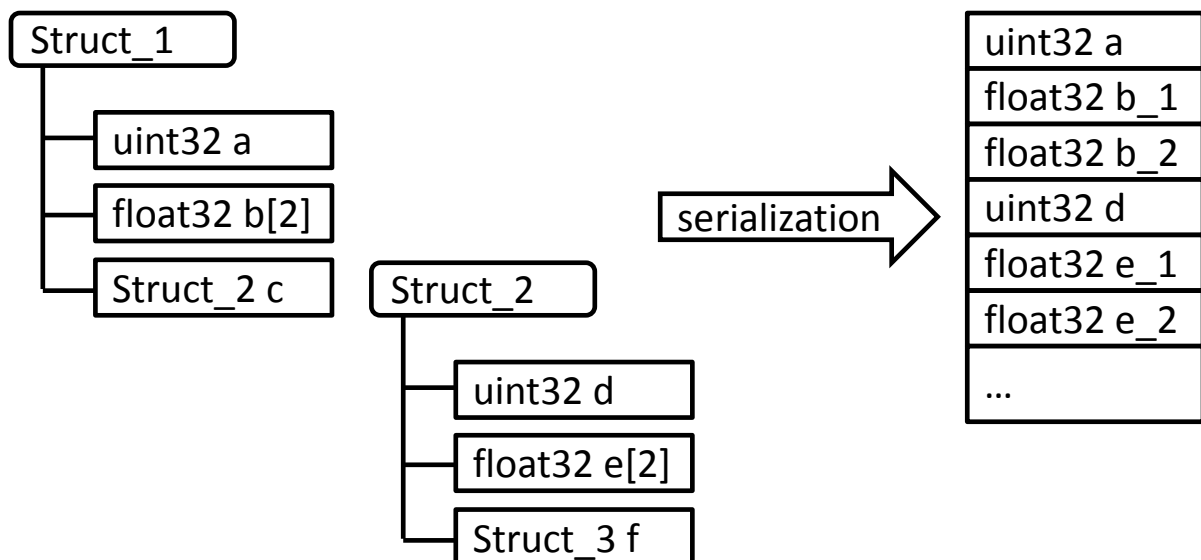 Struct_1
uint32 a
float32 b[2]
Struct_2 c
Struct_2
uint32 d
float32 e[2]
Struct_3 f
serialization
uint32 a
float32 b_1
float32 b_2
uint32 d
float32 e_1
float32 e_2
...